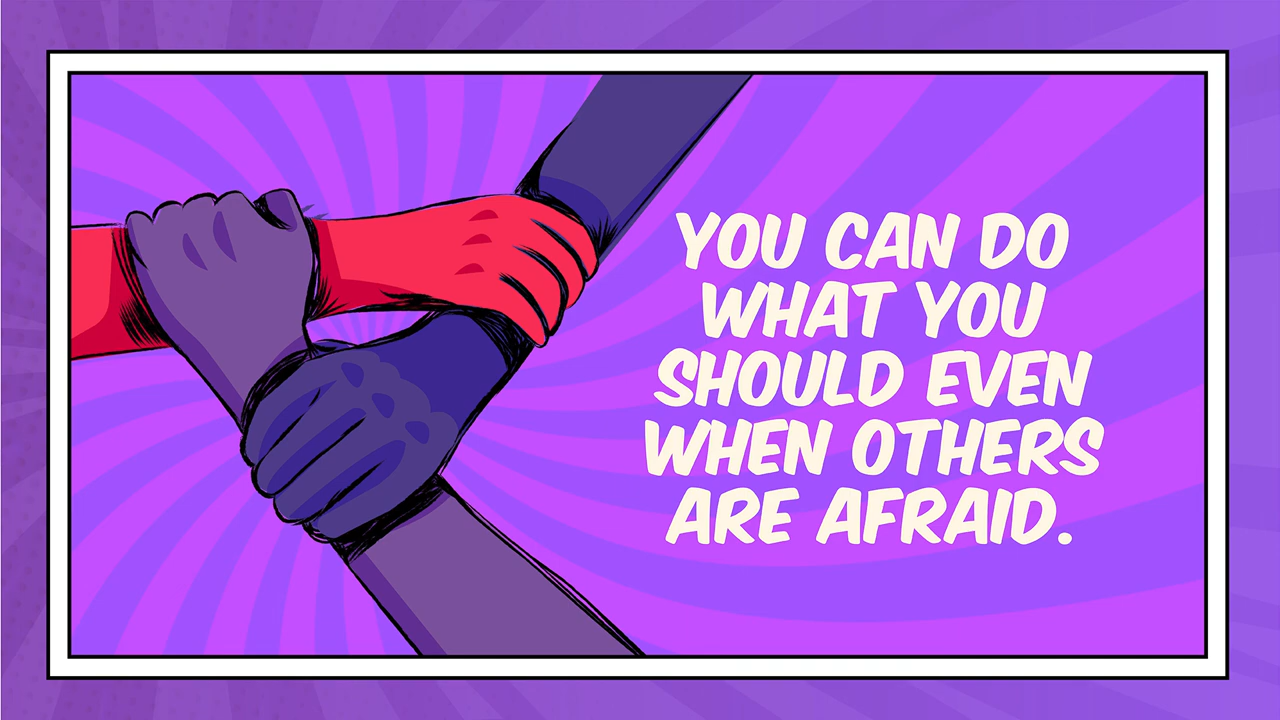 YOU CAN DO
WHAT YOU
SHOULD EVEN
WHEN OTHERS
ARE AFRAID.